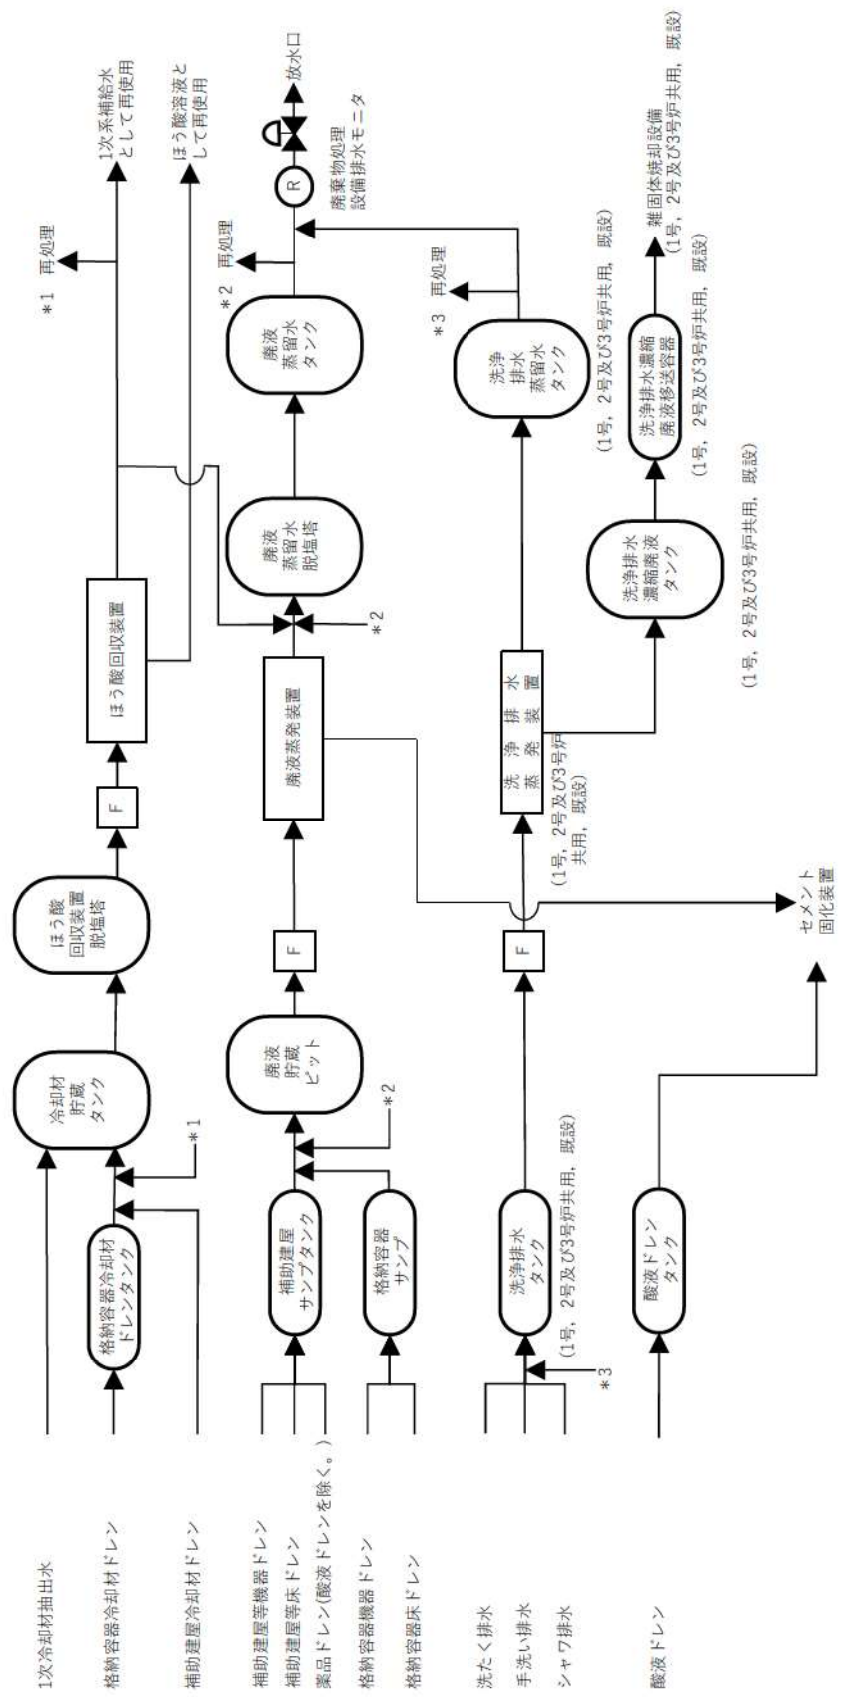 1次冷却材抽出水
格納容器冷却材ドレン
補助建屋冷却材ドレン
格納容器冷却材
ドレンタンク
*1
冷却材
貯蔵
タンク
ほう酸
回収装置
脱塩塔
F
ほう酸回収装置
*1 再処理
1次系補給水
として再使用
ほう酸溶液と
して再使用
補助建屋等機器ドレン
補助建屋等床ドレン
薬品ドレン(酸液ドレンを除く。)
格納容器機器ドレン
格納容器床ドレン
補助建屋
サンプタンク
格納容器
サンプ
*2
廃液
貯蔵
ピット
F
廃液蒸発装置
*2
廃液
蒸留水
脱塩塔
廃液
蒸留水
タンク
*2 再処理
R
廃棄物処理
設備排水モニタ
放水口
洗たく排水
手洗い排水
シャワ排水
*3
洗浄排水
タンク
(1号, 2号及び3号炉共用, 既設)
F
洗浄排水
蒸発装置
(1号, 2号及び3号炉
共用, 既設)
洗浄
排水
蒸留水
タンク
(1号, 2号及び3号炉共用, 既設)
*3 再処理
洗浄排水
濃縮廃液
タンク
(1号, 2号及び3号炉共用, 既設)
洗浄排水濃縮
廃液移送容器
(1号, 2号及び3号炉共用, 既設)
雑固体焼却設備
(1号, 2号及び3号炉共用, 既設)
酸液ドレン
酸液ドレン
タンク
セメント
固化装置